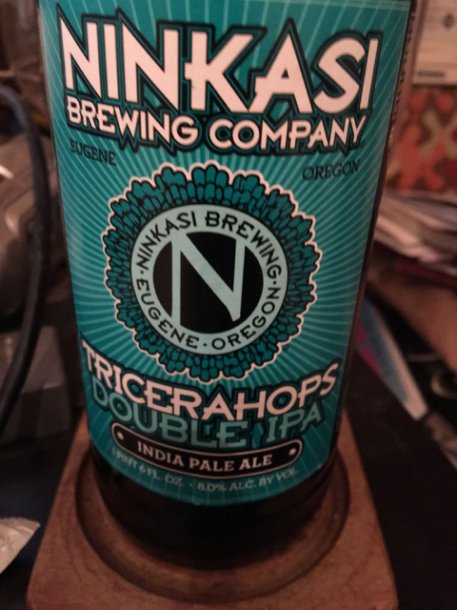 NINKASI
BREWING COMPANY
EUGENE OREGON
NINKASI BREWING
EUGENE · OREGON
N
TRICERAHOPS
DOUBLE IPA
INDIA PALE ALE
1 PINT 6 FL. OZ. · 8.0% ALC. BY VOL.